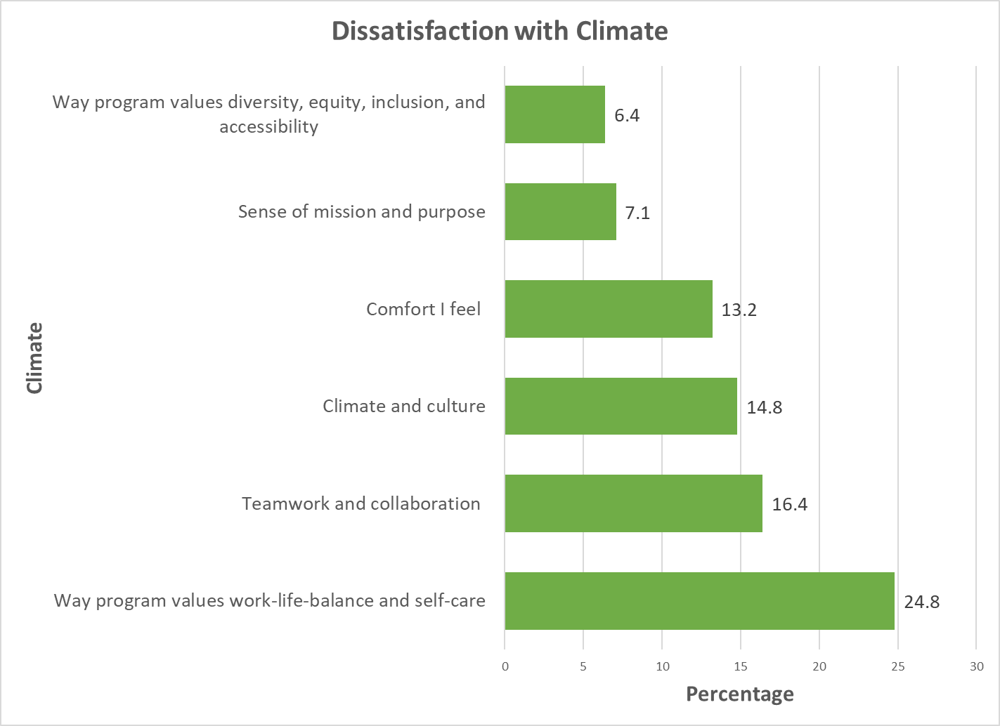 Dissatisfaction with Climate
Way program values diversity, equity, inclusion, and
accessibility
6.4
Sense of mission and purpose
7.1
Comfort I feel
13.2
Climate and culture
14.8
Teamwork and collaboration
16.4
Way program values work-life-balance and self-care
24.8
Climate
0 5 10 15 20 25 30
Percentage